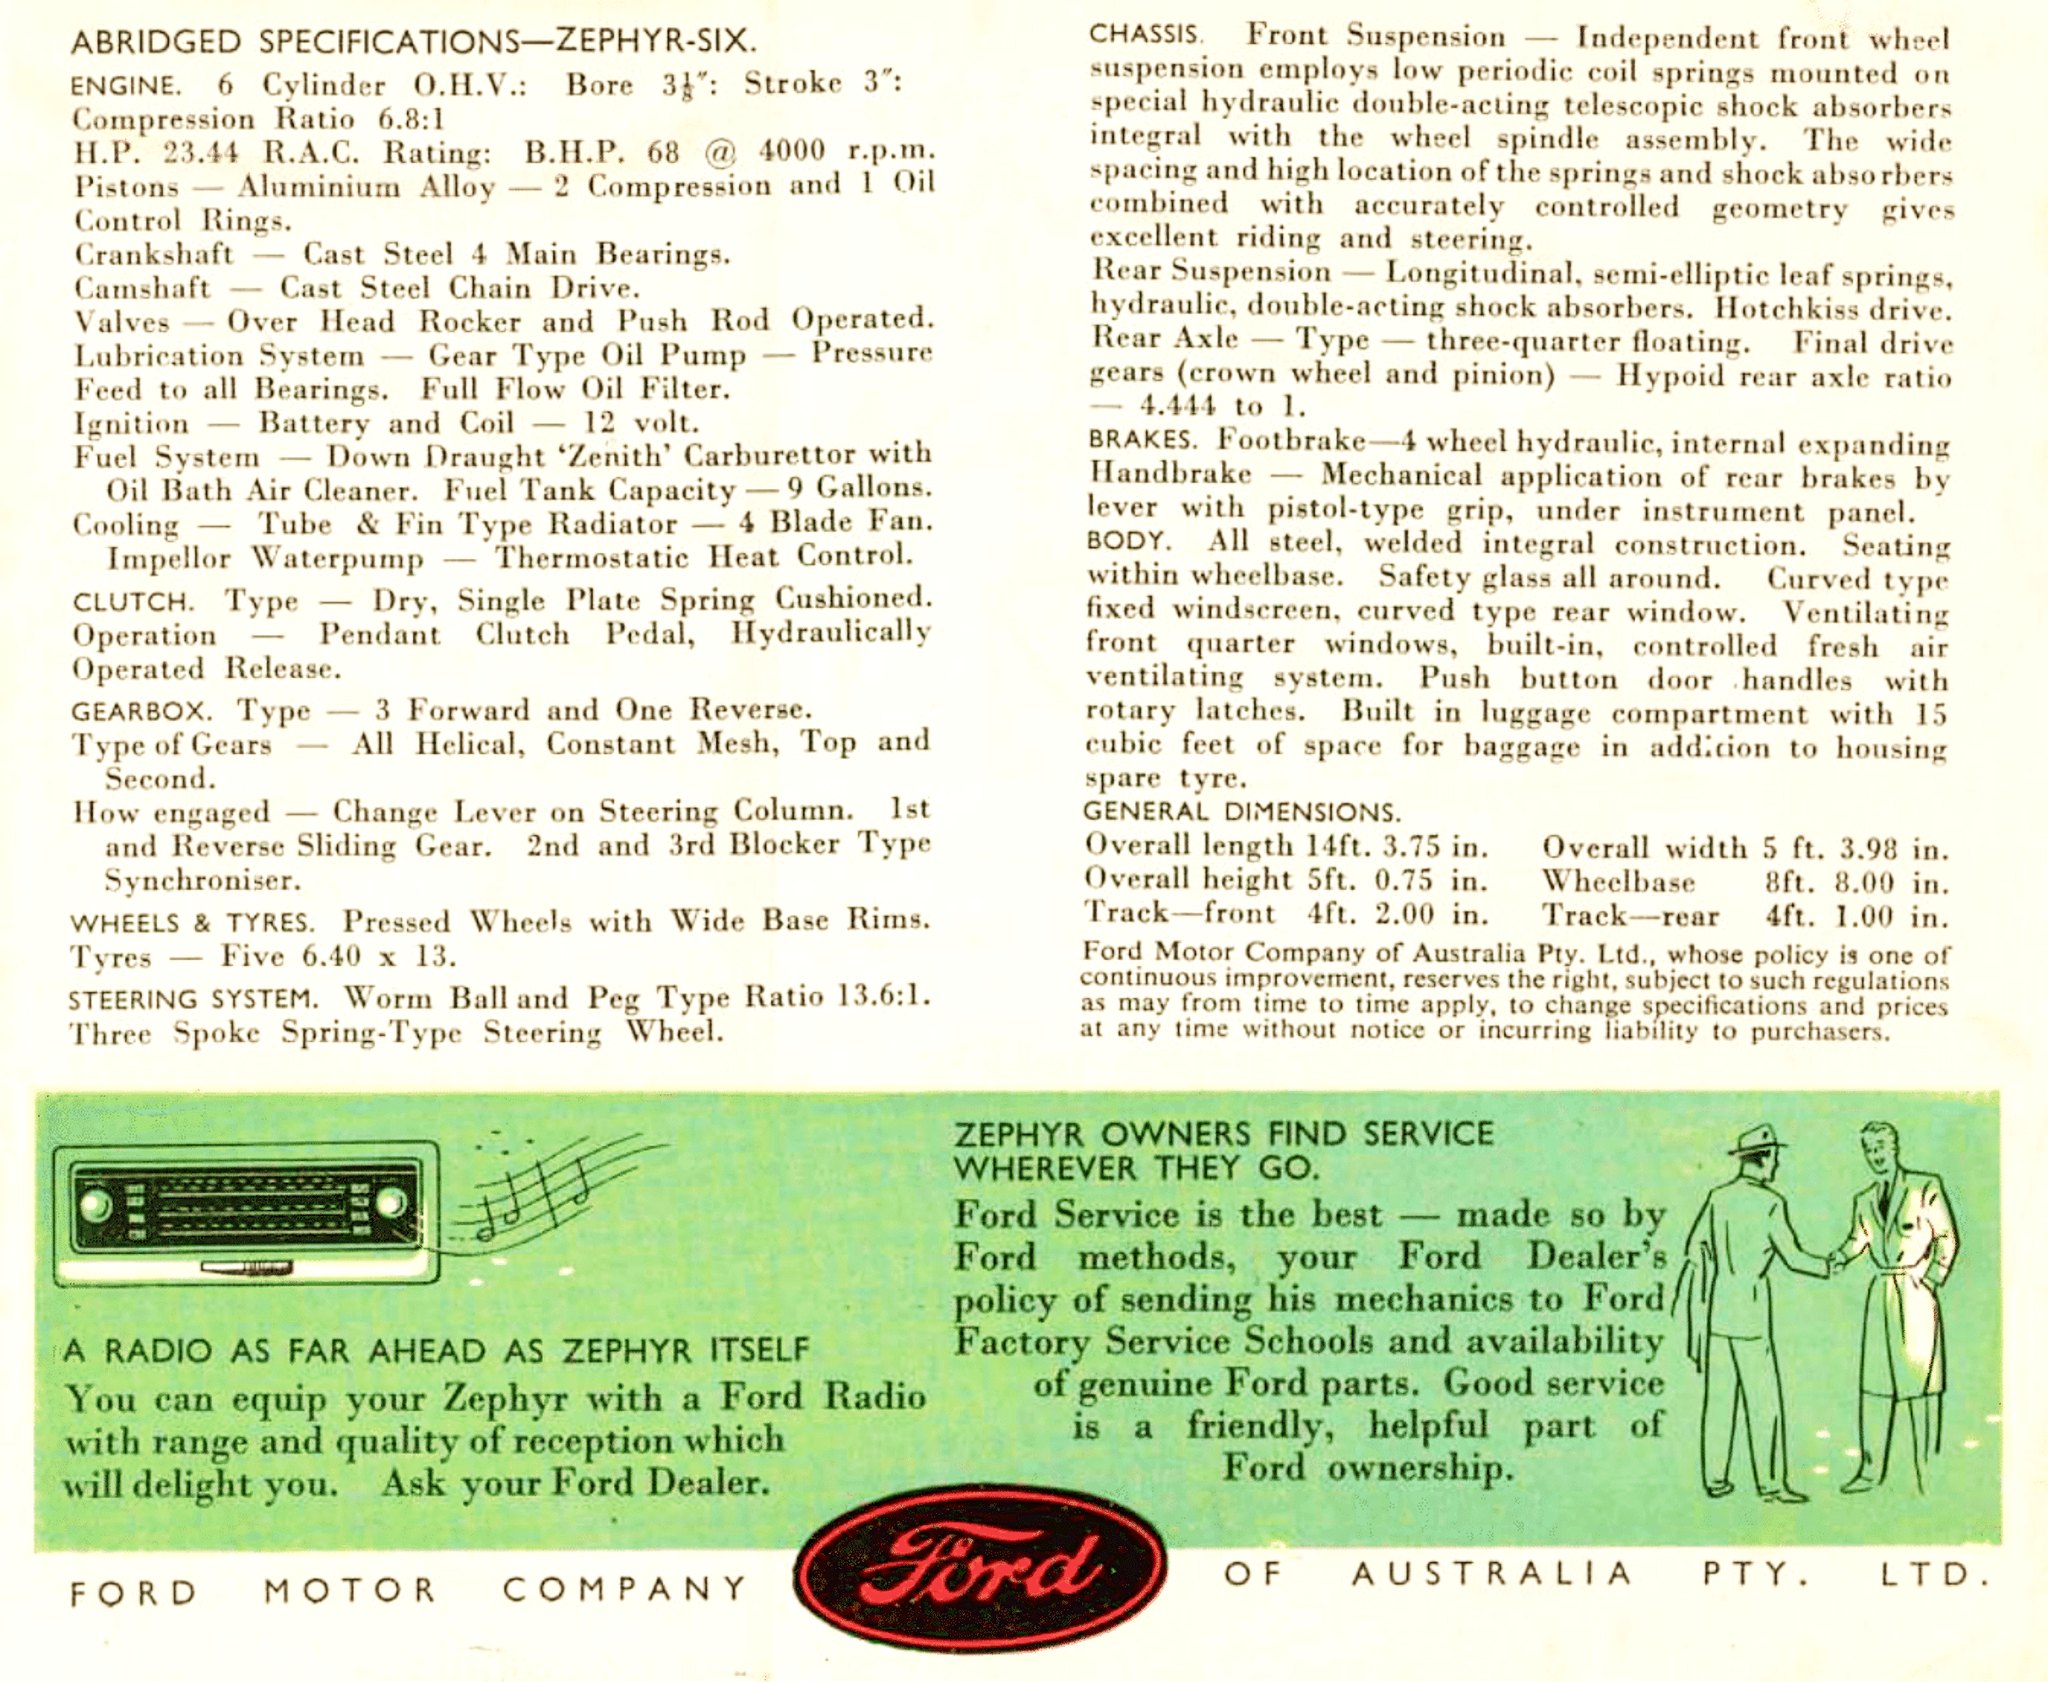 ABRIDGED SPECIFICATIONS—ZEPHYR-SIX.
ENGINE. 6 Cylinder O.H.V.: Bore 3⅛″: Stroke 3″:
Compression Ratio 6.8:1
H.P. 23.44 R.A.C. Rating: B.H.P. 68 @ 4000 r.p.m.
Pistons — Aluminium Alloy — 2 Compression and 1 Oil
Control Rings.
Crankshaft — Cast Steel 4 Main Bearings.
Camshaft — Cast Steel Chain Drive.
Valves — Over Head Rocker and Push Rod Operated.
Lubrication System — Gear Type Oil Pump — Pressure
Feed to all Bearings. Full Flow Oil Filter.
Ignition — Battery and Coil — 12 volt.
Fuel System — Down Draught ‘Zenith’ Carburettor with
Oil Bath Air Cleaner. Fuel Tank Capacity — 9 Gallons.
Cooling — Tube & Fin Type Radiator — 4 Blade Fan.
Impellor Waterpump — Thermostatic Heat Control.
CLUTCH. Type — Dry, Single Plate Spring Cushioned.
Operation — Pendant Clutch Pedal, Hydraulically
Operated Release.
GEARBOX. Type — 3 Forward and One Reverse.
Type of Gears — All Helical, Constant Mesh, Top and
Second.
How engaged — Change Lever on Steering Column. 1st
and Reverse Sliding Gear. 2nd and 3rd Blocker Type
Synchroniser.
WHEELS & TYRES. Pressed Wheels with Wide Base Rims.
Tyres — Five 6.40 x 13.
STEERING SYSTEM. Worm Ball and Peg Type Ratio 13.6:1.
Three Spoke Spring-Type Steering Wheel.
CHASSIS. Front Suspension — Independent front wheel
suspension employs low periodic coil springs mounted on
special hydraulic double-acting telescopic shock absorbers
integral with the wheel spindle assembly. The wide
spacing and high location of the springs and shock absorbers
combined with accurately controlled geometry gives
excellent riding and steering.
Rear Suspension — Longitudinal, semi-elliptic leaf springs,
hydraulic, double-acting shock absorbers. Hotchkiss drive.
Rear Axle — Type — three-quarter floating. Final drive
gears (crown wheel and pinion) — Hypoid rear axle ratio
— 4.444 to 1.
BRAKES. Footbrake—4 wheel hydraulic, internal expanding
Handbrake — Mechanical application of rear brakes by
lever with pistol-type grip, under instrument panel.
BODY. All steel, welded integral construction. Seating
within wheelbase. Safety glass all around. Curved type
fixed windscreen, curved type rear window. Ventilating
front quarter windows, built-in, controlled fresh air
ventilating system. Push button door handles with
rotary latches. Built in luggage compartment with 15
cubic feet of space for baggage in addition to housing
spare tyre.
GENERAL DIMENSIONS.
Overall length 14ft. 3.75 in. Overall width 5 ft. 3.98 in.
Overall height 5ft. 0.75 in. Wheelbase 8ft. 8.00 in.
Track—front 4ft. 2.00 in. Track—rear 4ft. 1.00 in.
Ford Motor Company of Australia Pty. Ltd., whose policy is one of
continuous improvement, reserves the right, subject to such regulations
as may from time to time apply, to change specifications and prices
at any time without notice or incurring liability to purchasers.
A RADIO AS FAR AHEAD AS ZEPHYR ITSELF
You can equip your Zephyr with a Ford Radio
with range and quality of reception which
will delight you. Ask your Ford Dealer.
ZEPHYR OWNERS FIND SERVICE
WHEREVER THEY GO.
Ford Service is the best — made so by
Ford methods, your Ford Dealer’s
policy of sending his mechanics to Ford
Factory Service Schools and availability
of genuine Ford parts. Good service
is a friendly, helpful part of
Ford ownership.
FORD MOTOR COMPANY Ford OF AUSTRALIA PTY. LTD.